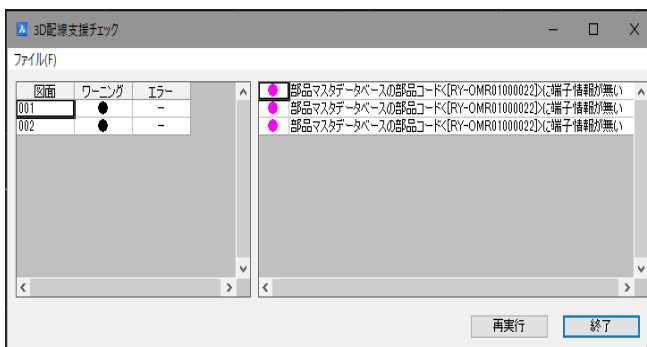 3D配線支援チェック
ファイル(F)
図面 ワーニング エラー
001 ● －
002 ● －
● 部品マスタデータベースの部品コード<[RY-OMR01000022]>に端子情報が無い
● 部品マスタデータベースの部品コード<[RY-OMR01000022]>に端子情報が無い
● 部品マスタデータベースの部品コード<[RY-OMR01000022]>に端子情報が無い
再実行 終了